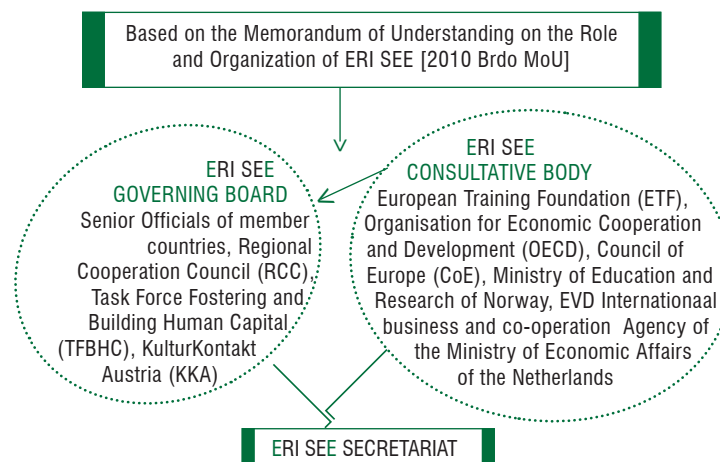 Based on the Memorandum of Understanding on the Role
and Organization of ERI SEE [2010 Brdo MoU]
ERI SEE
GOVERNING BOARD
Senior Officials of member
countries, Regional
Cooperation Council (RCC),
Task Force Fostering and
Building Human Capital
(TFBHC), KulturKontakt
Austria (KKA)
ERI SEE
CONSULTATIVE BODY
European Training Foundation (ETF),
Organisation for Economic Cooperation
and Development (OECD), Council of
Europe (CoE), Ministry of Education and
Research of Norway, EVD Internationaal
business and co-operation Agency of
the Ministry of Economic Affairs
of the Netherlands
ERI SEE SECRETARIAT